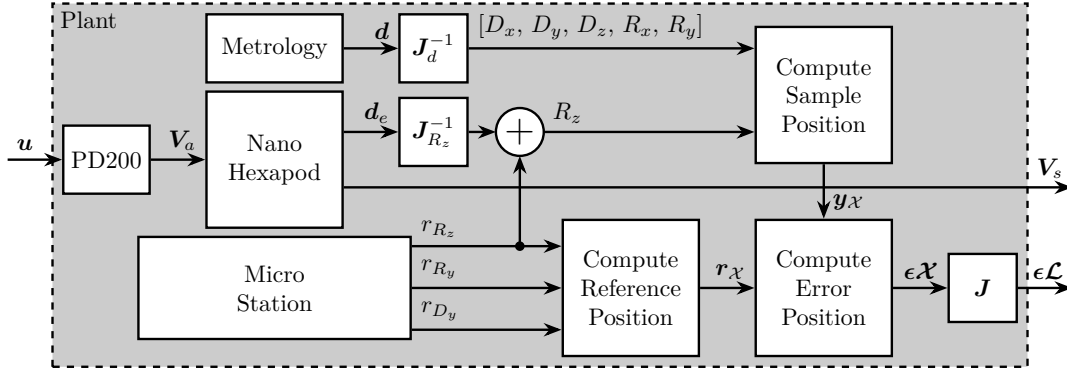 Plant
Metrology
d
J_d^{-1}
[D_x, D_y, D_z, R_x, R_y]
Compute
Sample
Position
u
PD200
V_a
Nano
Hexapod
d_e
J_{R_z}^{-1}
+
R_z
V_s
y_𝒳
Micro
Station
r_{R_z}
r_{R_y}
r_{D_y}
Compute
Reference
Position
r_𝒳
Compute
Error
Position
ϵ𝒳
J
ϵℒ